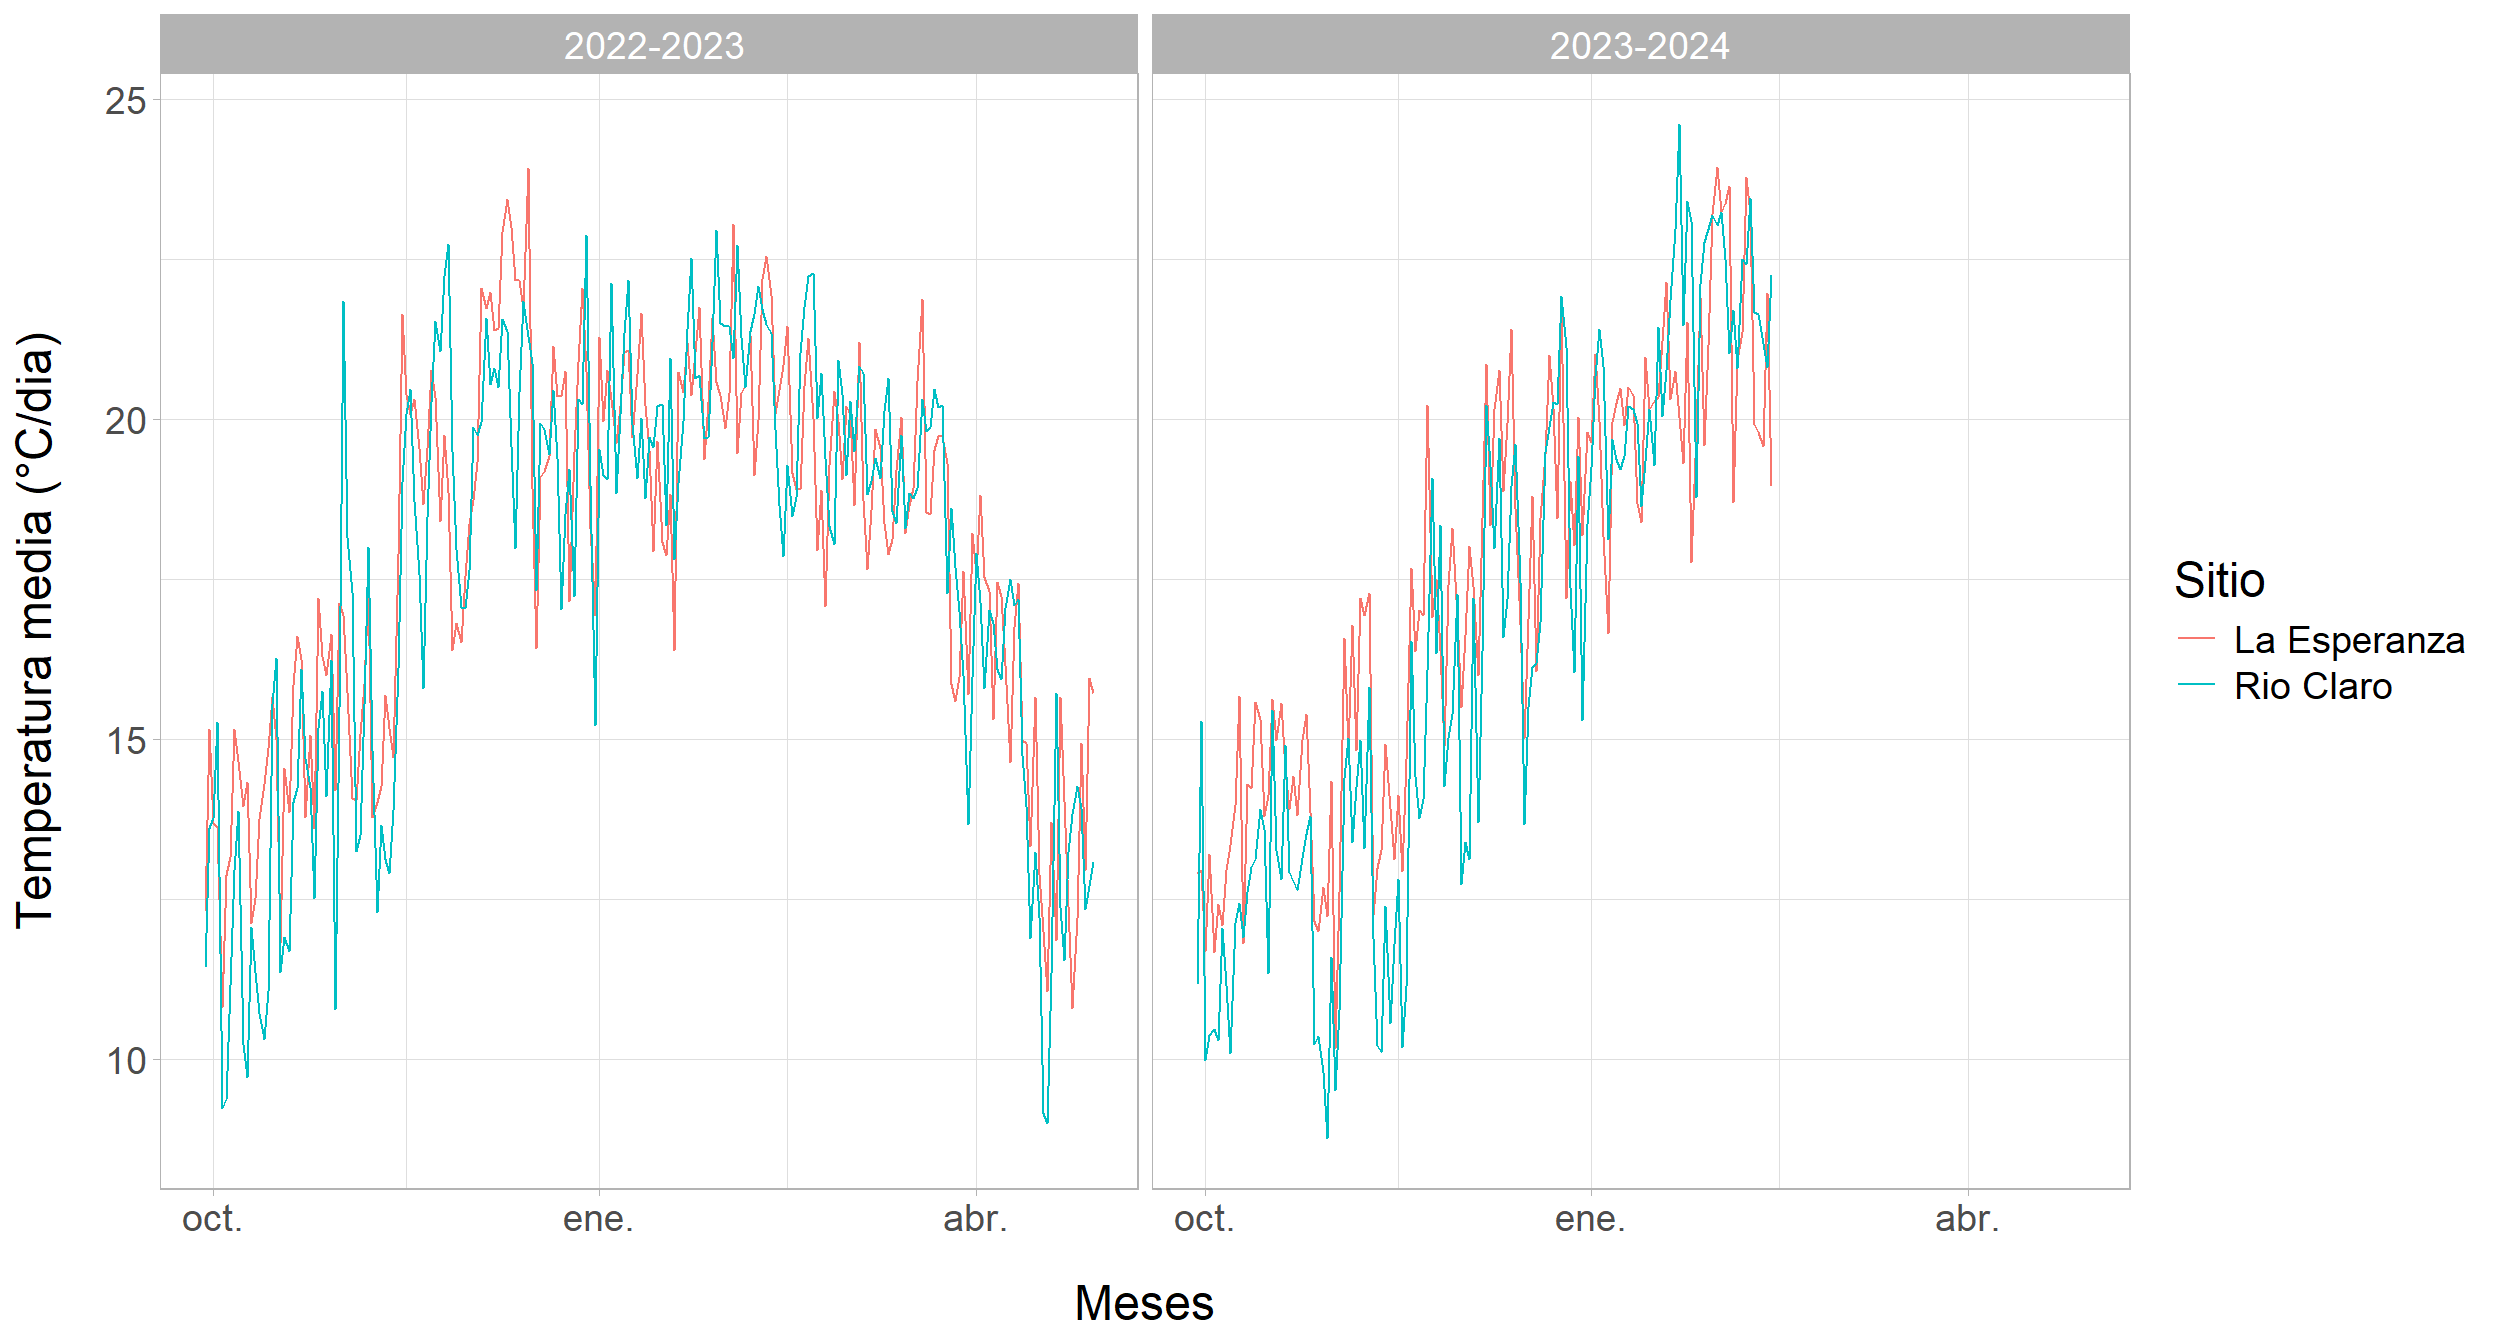 2022-2023
2023-2024
Temperatura media (°C/dia)
25
20
15
10
oct.
ene.
abr.
oct.
ene.
abr.
Meses
Sitio
La Esperanza
Rio Claro